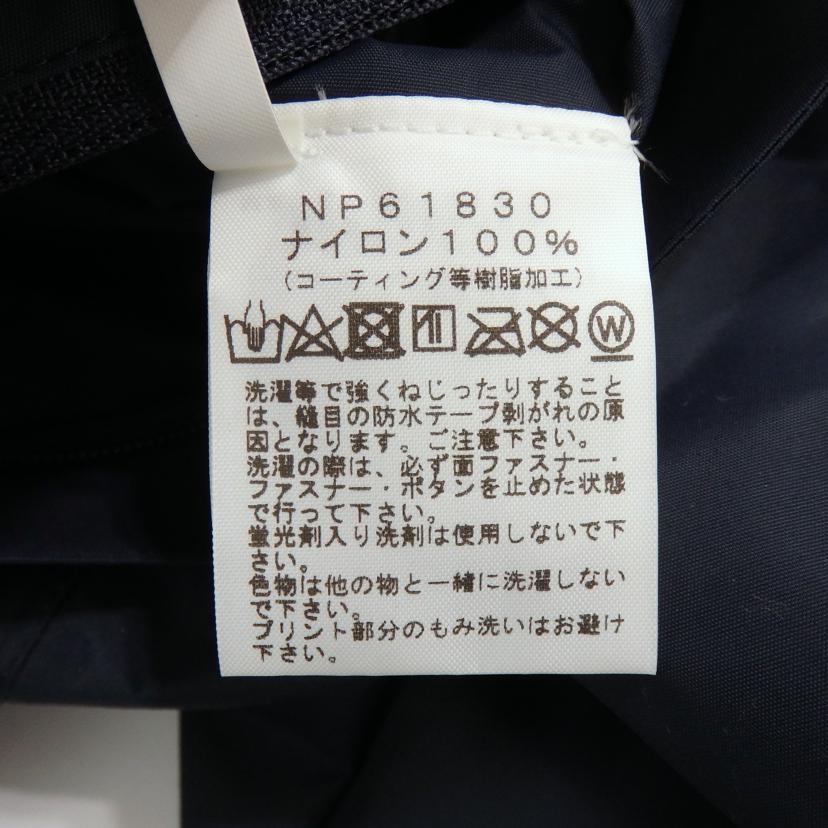 NP61830
ナイロン100%
(コーティング等樹脂加工)
W
洗濯等で強くねじったりすること
は、縫目の防水テープ剥がれの原
因となります。ご注意下さい。
洗濯の際は、必ず面ファスナー・
ファスナー・ボタンを止めた状態
で行って下さい。
蛍光剤入り洗剤は使用しないで下
さい。
色物は他の物と一緒に洗濯しない
で下さい。
プリント部分のもみ洗いはお避け
下さい。